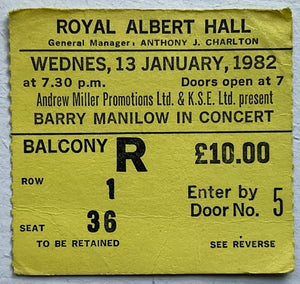 ROYAL ALBERT HALL
General Manager: ANTHONY J. CHARLTON
WEDNES, 13 JANUARY, 1982
at 7.30 p.m. Doors open at 7
Andrew Miller Promotions Ltd. & K.S.E. Ltd. present
BARRY MANILOW IN CONCERT
BALCONY R £10.00
ROW 1 Enter by
Door No. 5
SEAT 36
TO BE RETAINED SEE REVERSE